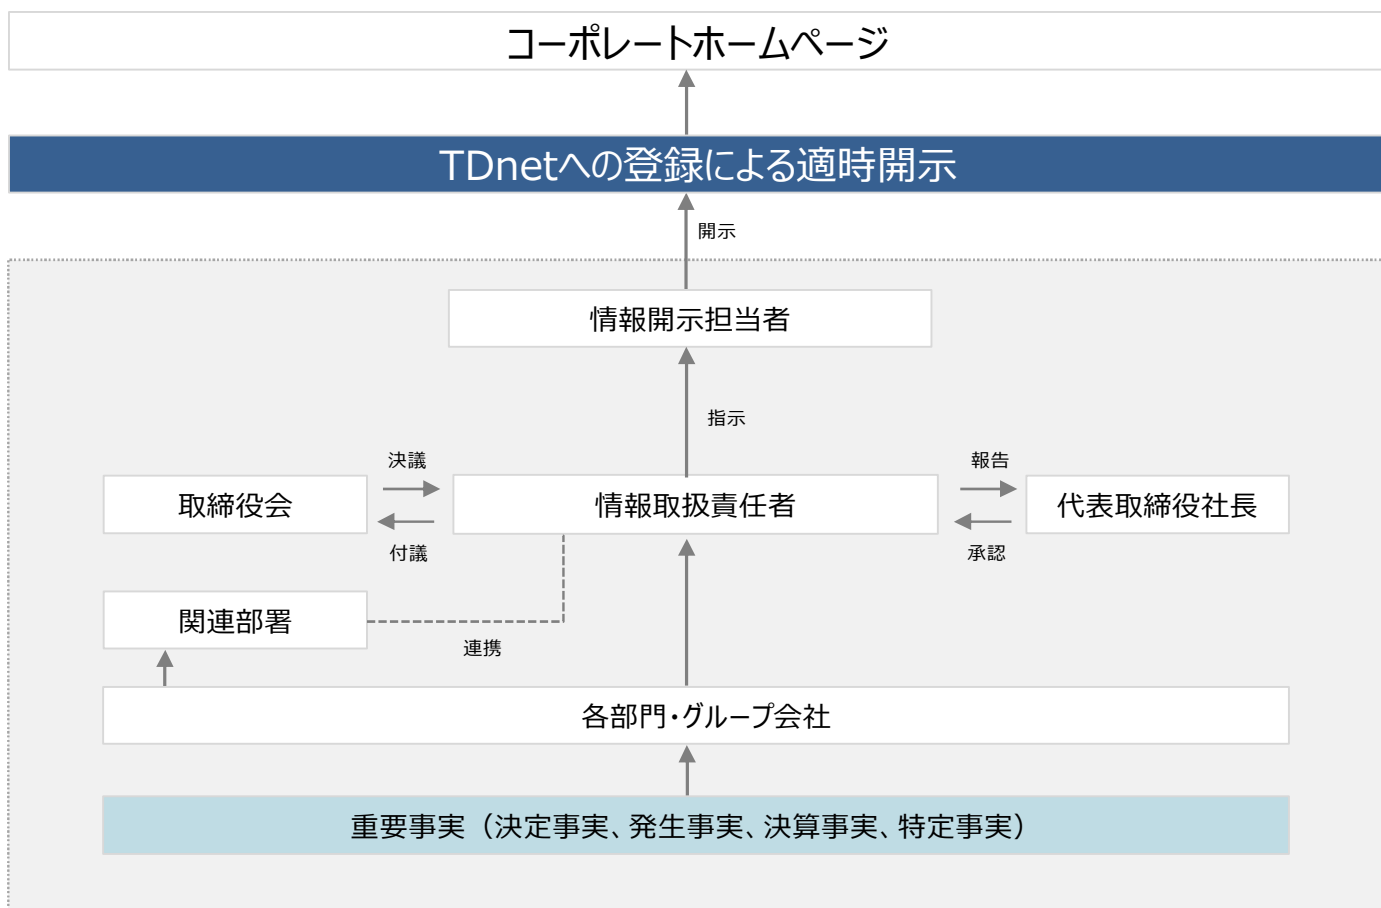 コーポレートホームページ
TDnetへの登録による適時開示
開示
情報開示担当者
指示
決議
報告
取締役会
情報取扱責任者
代表取締役社長
付議
承認
関連部署
連携
各部門・グループ会社
重要事実（決定事実、発生事実、決算事実、特定事実）